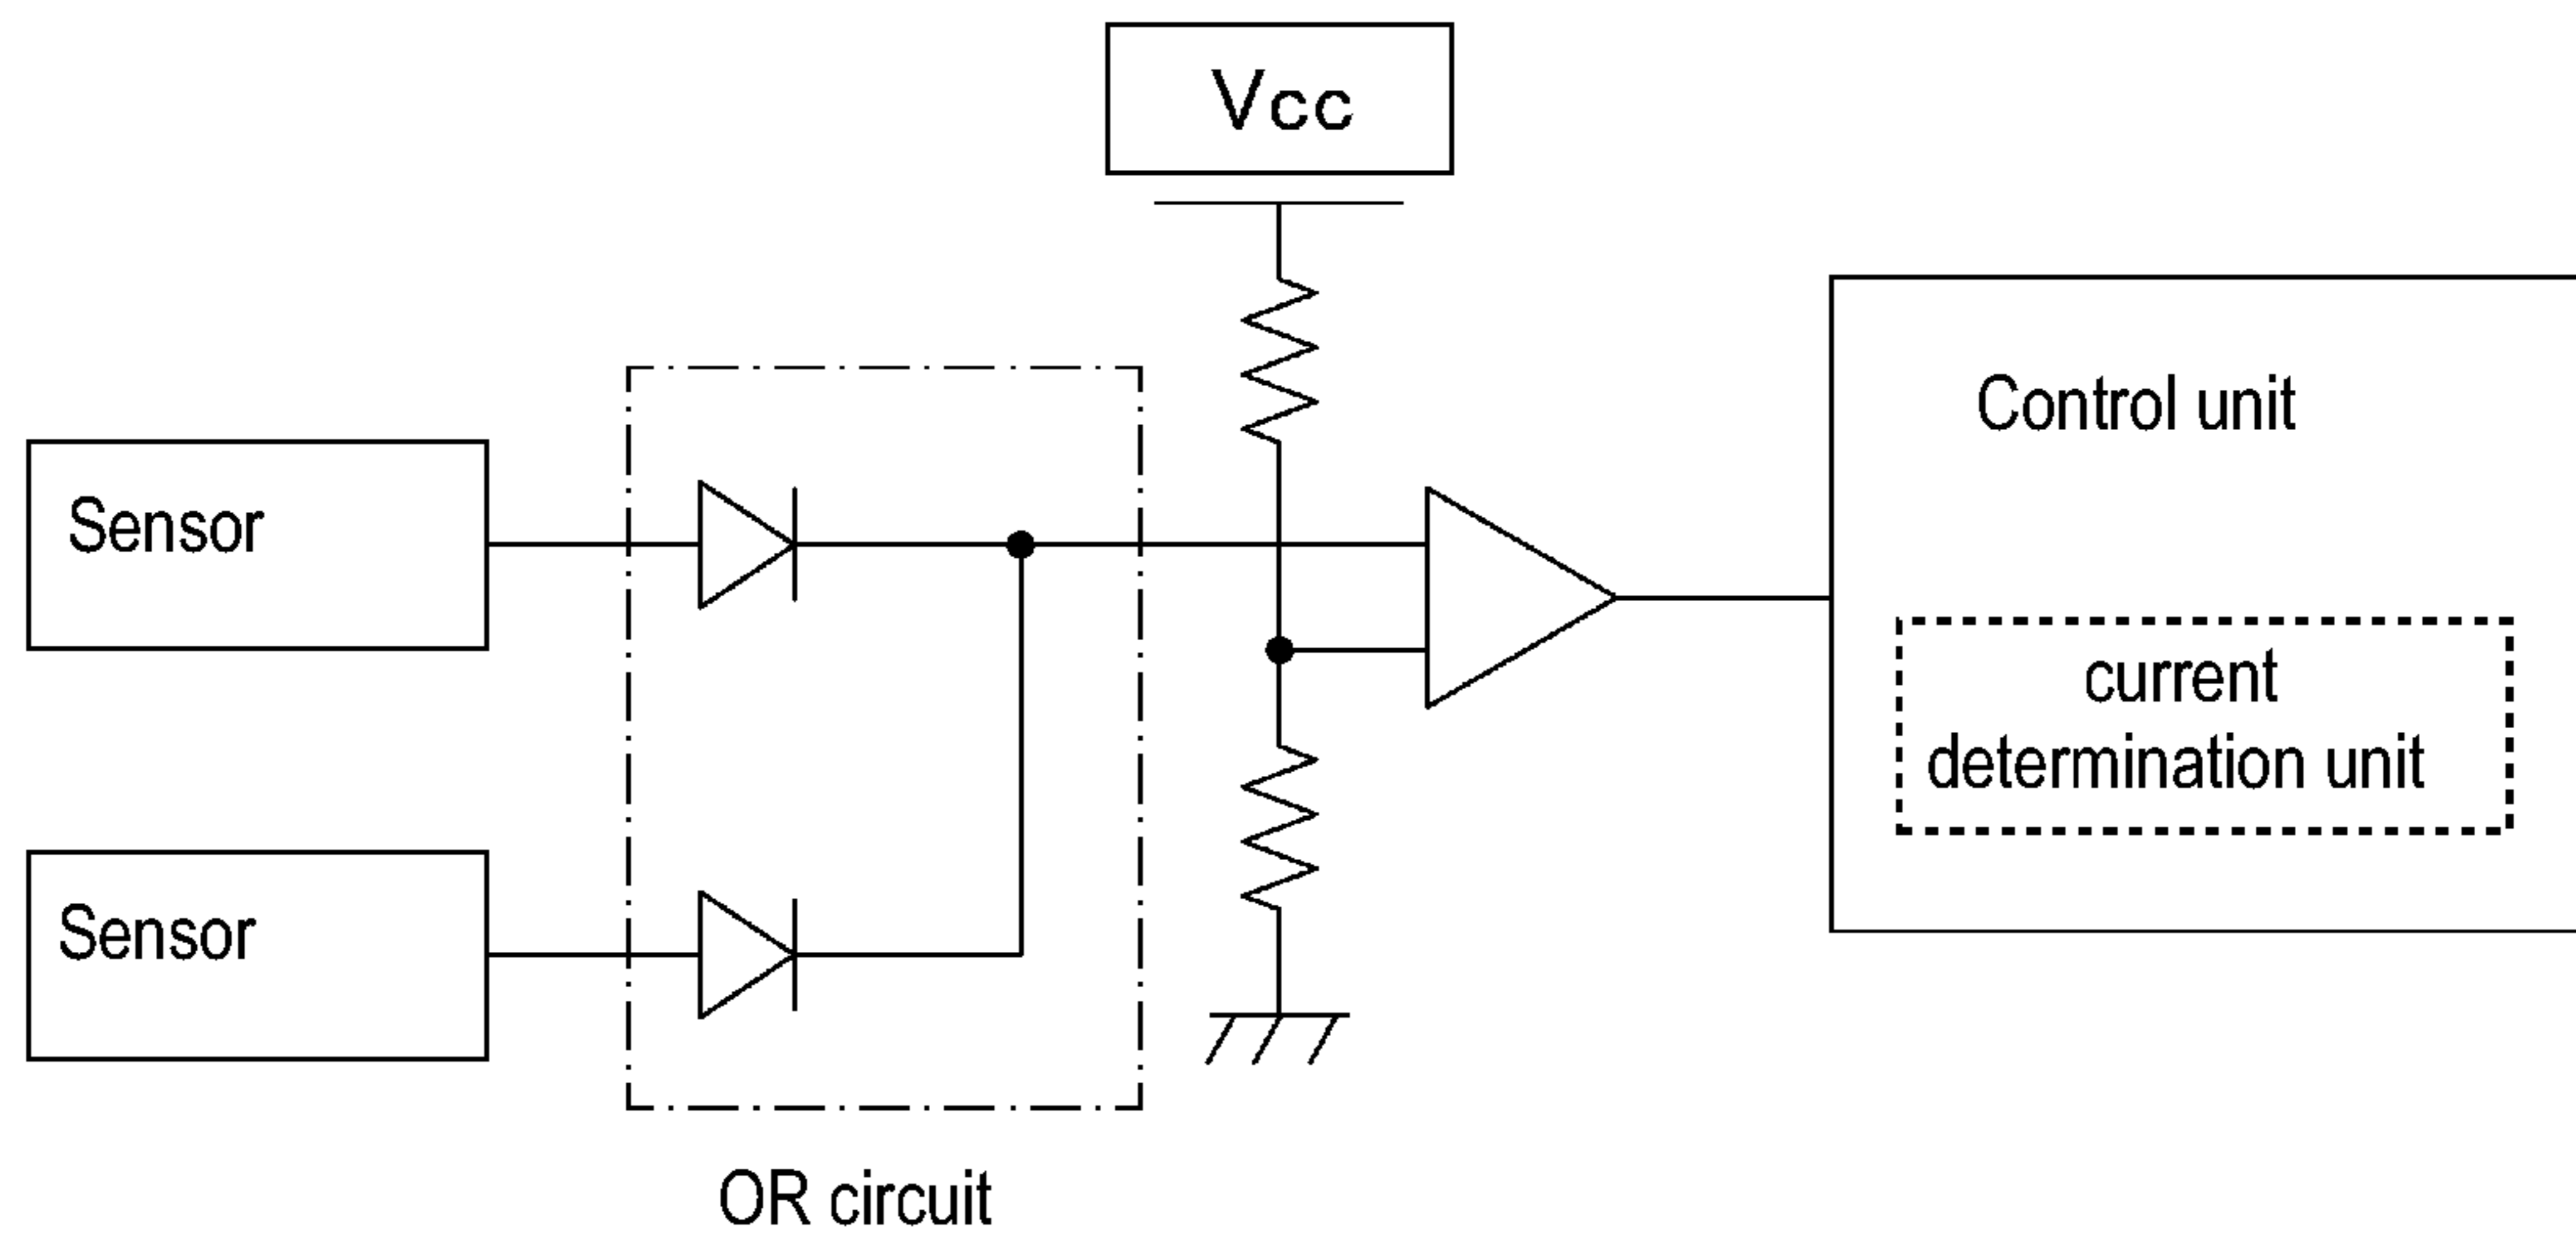 Vcc
Control unit
Sensor
current
determination unit
Sensor
OR circuit